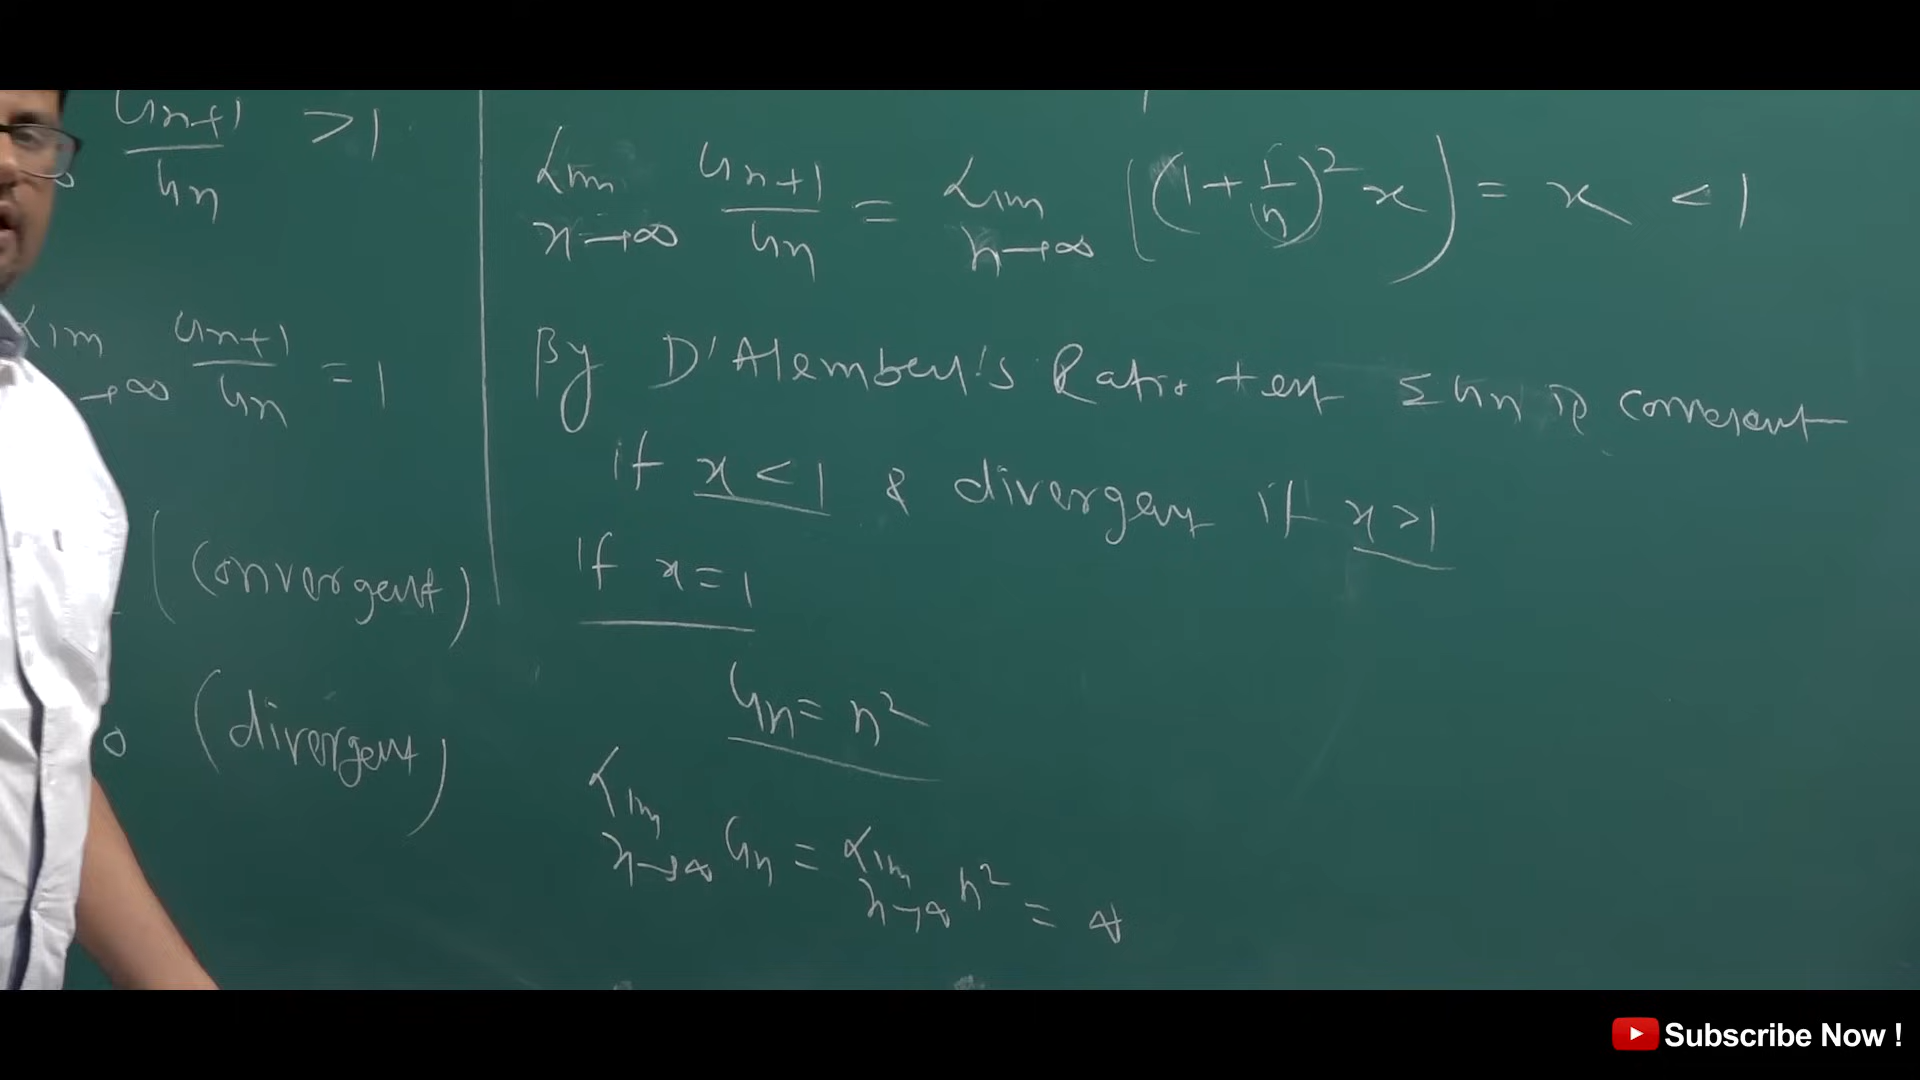 un+1 / un > 1
Lim n→∞ un+1 / un = Lim n→∞ ((1 + 1/n)² x) = x < 1
Lim →∞ un+1 / un = 1
By D'Alembert's Ratio test Σun is convergent
if x < 1 & divergent if x > 1
(convergent)
If x = 1
un = n²
(divergent)
Lim n→∞ un = Lim n→∞ n² = ∞
Subscribe Now !